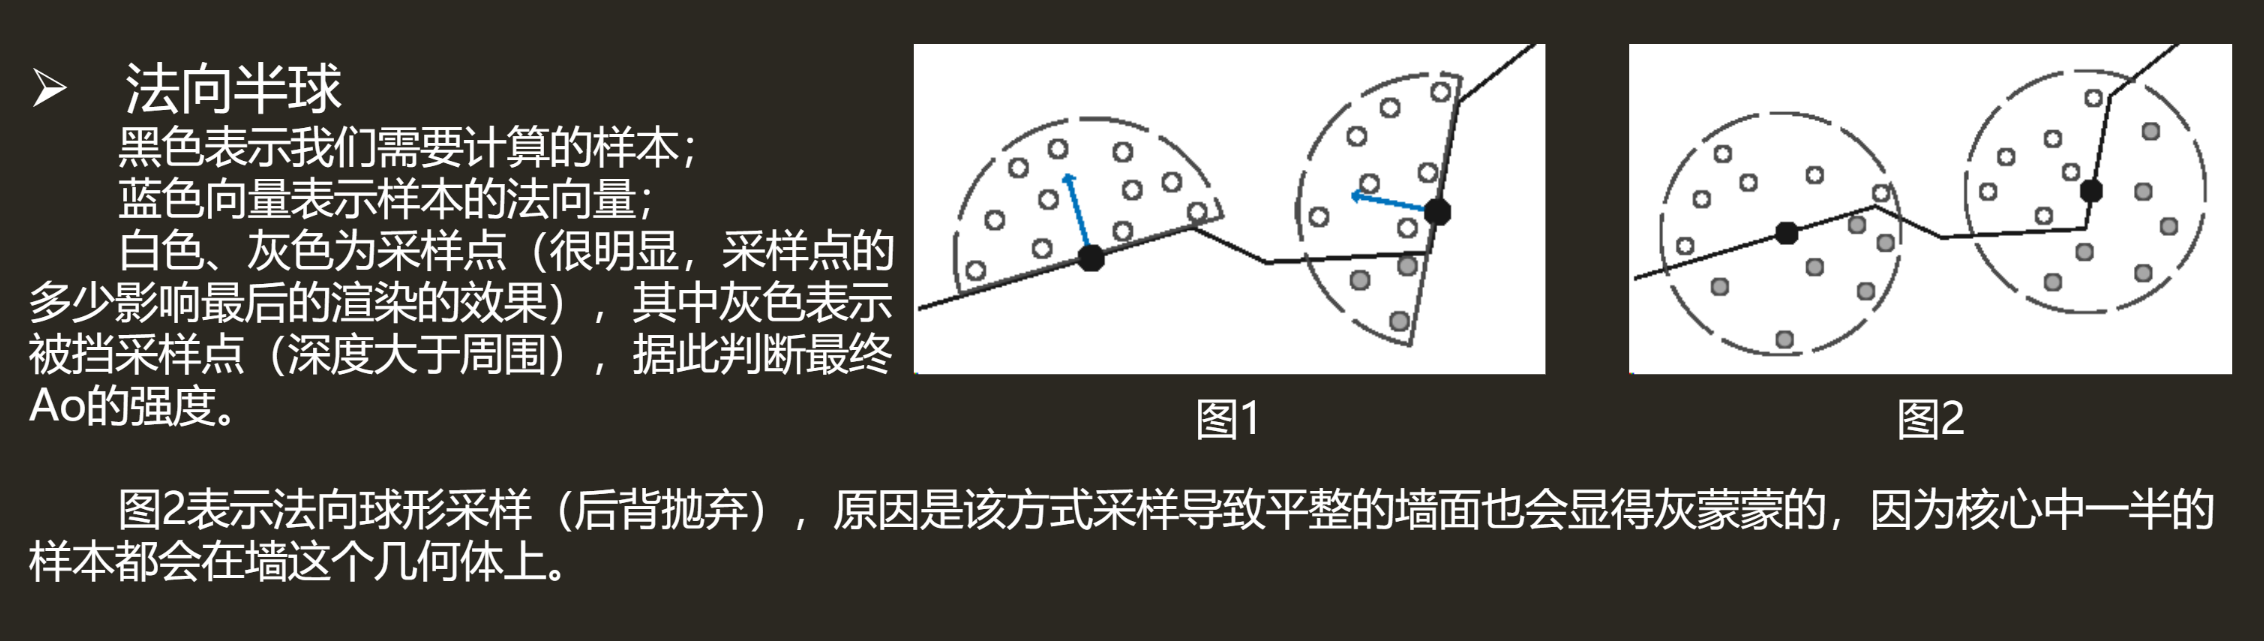 法向半球
黑色表示我们需要计算的样本；
蓝色向量表示样本的法向量；
白色、灰色为采样点（很明显，采样点的
多少影响最后的渲染的效果），其中灰色表示
被挡采样点（深度大于周围），据此判断最终
Ao的强度。
图1
图2
图2表示法向球形采样（后背抛弃），原因是该方式采样导致平整的墙面也会显得灰蒙蒙的，因为核心中一半的
样本都会在墙这个几何体上。